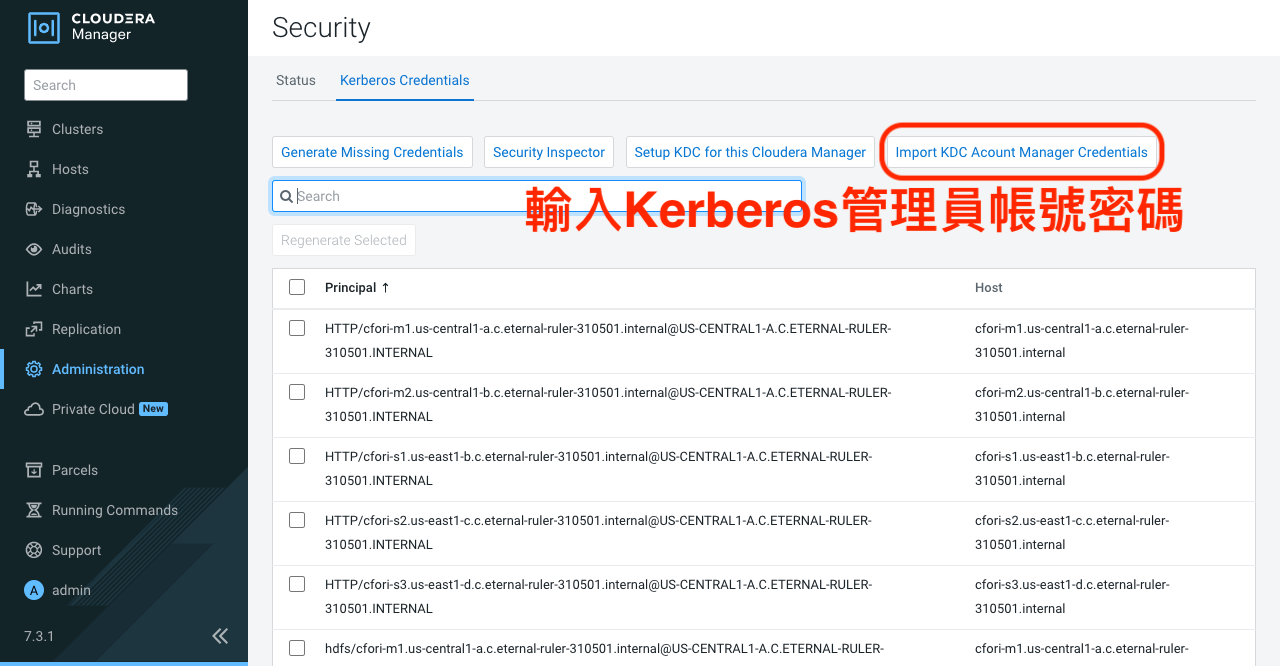 CLOUDERA
Manager
Search
Clusters
Hosts
Diagnostics
Audits
Charts
Replication
Administration
Private Cloud New
Parcels
Running Commands
Support
A admin
7.3.1
Security
Status Kerberos Credentials
Generate Missing Credentials Security Inspector Setup KDC for this Cloudera Manager Import KDC Acount Manager Credentials
Search
輸入Kerberos管理員帳號密碼
Regenerate Selected
Principal ↑ Host
HTTP/cfori-m1.us-central1-a.c.eternal-ruler-310501.internal@US-CENTRAL1-A.C.ETERNAL-RULER- cfori-m1.us-central1-a.c.eternal-ruler-
310501.INTERNAL 310501.internal
HTTP/cfori-m2.us-central1-b.c.eternal-ruler-310501.internal@US-CENTRAL1-A.C.ETERNAL-RULER- cfori-m2.us-central1-b.c.eternal-ruler-
310501.INTERNAL 310501.internal
HTTP/cfori-s1.us-east1-b.c.eternal-ruler-310501.internal@US-CENTRAL1-A.C.ETERNAL-RULER- cfori-s1.us-east1-b.c.eternal-ruler-
310501.INTERNAL 310501.internal
HTTP/cfori-s2.us-east1-c.c.eternal-ruler-310501.internal@US-CENTRAL1-A.C.ETERNAL-RULER- cfori-s2.us-east1-c.c.eternal-ruler-
310501.INTERNAL 310501.internal
HTTP/cfori-s3.us-east1-d.c.eternal-ruler-310501.internal@US-CENTRAL1-A.C.ETERNAL-RULER- cfori-s3.us-east1-d.c.eternal-ruler-
310501.INTERNAL 310501.internal
hdfs/cfori-m1.us-central1-a.c.eternal-ruler-310501.internal@US-CENTRAL1-A.C.ETERNAL-RULER- cfori-m1.us-central1-a.c.eternal-ruler-